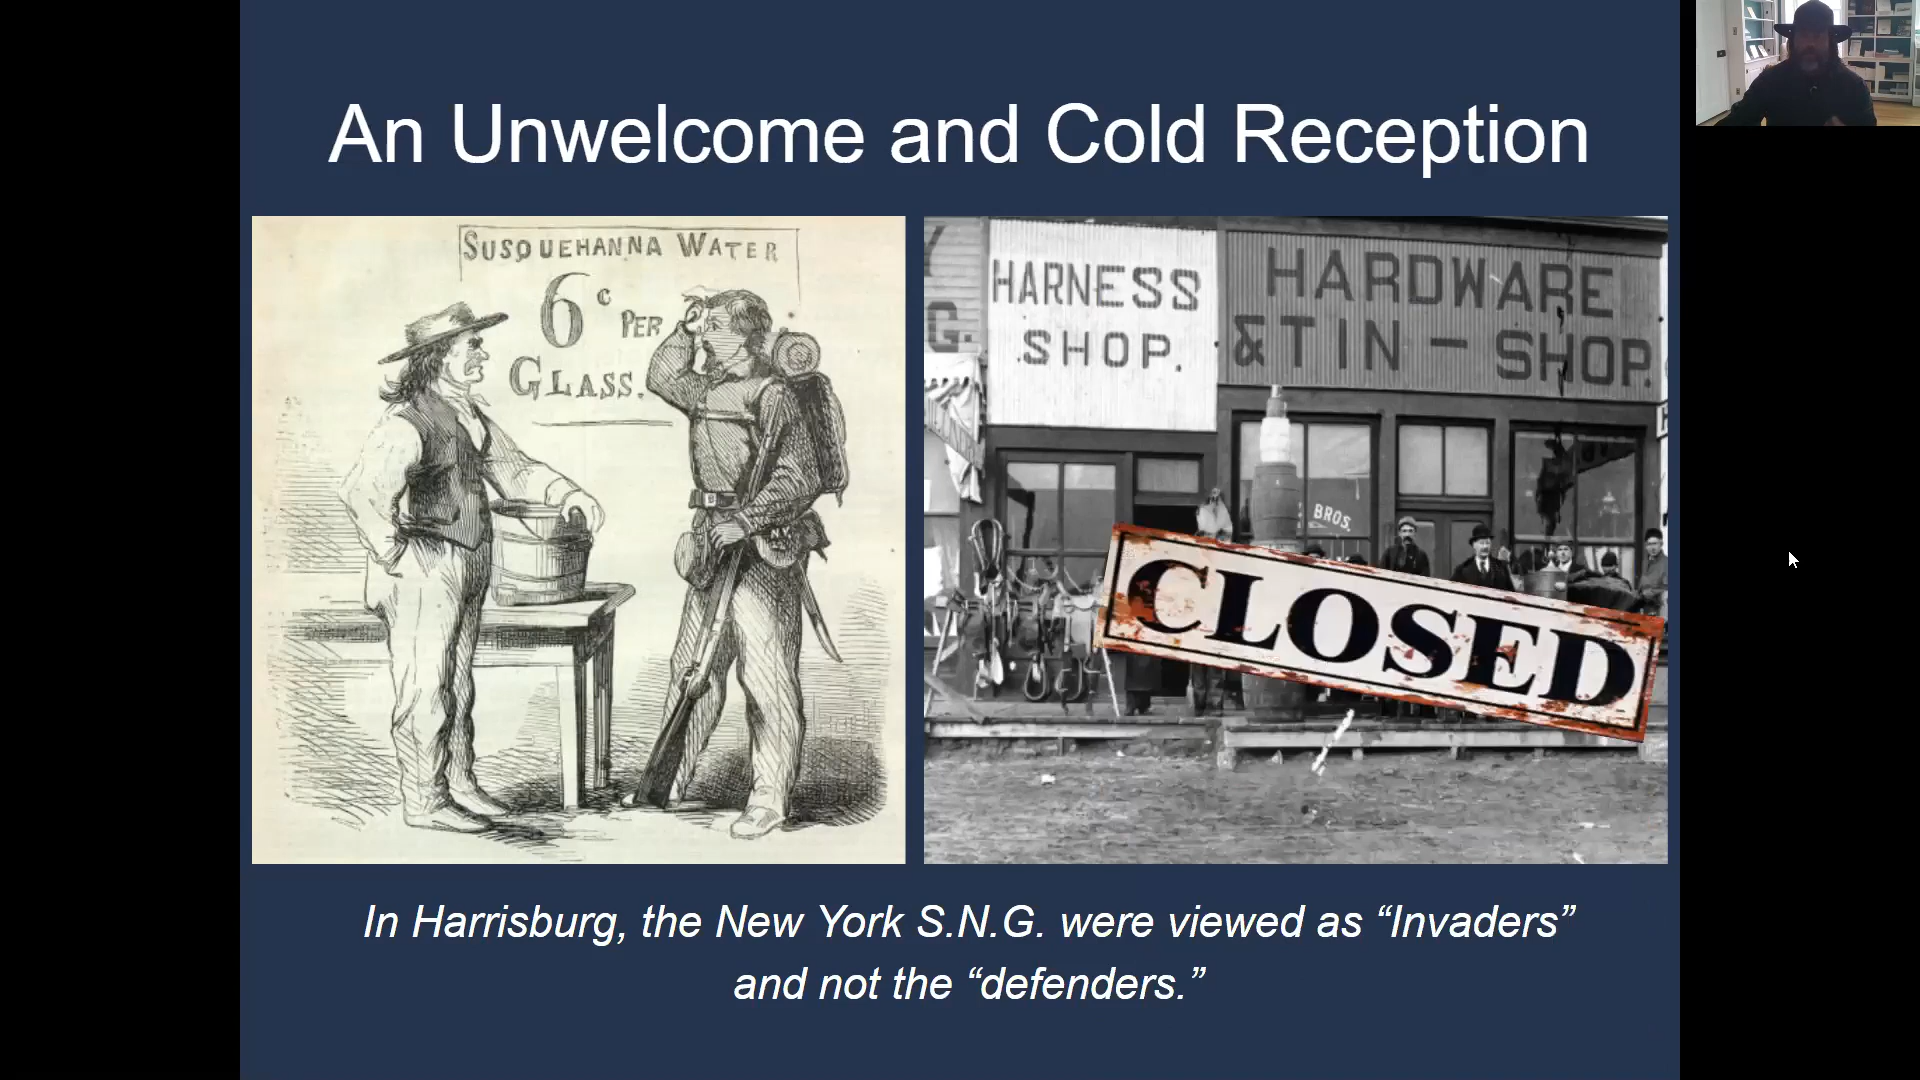 An Unwelcome and Cold Reception
SUSQUEHANNA WATER
6c PER
GLASS.
NY
HARNESS
SHOP.
HARDWARE
& TIN - SHOP.
G.
BROS.
CLOSED
In Harrisburg, the New York S.N.G. were viewed as “Invaders”
and not the “defenders.”